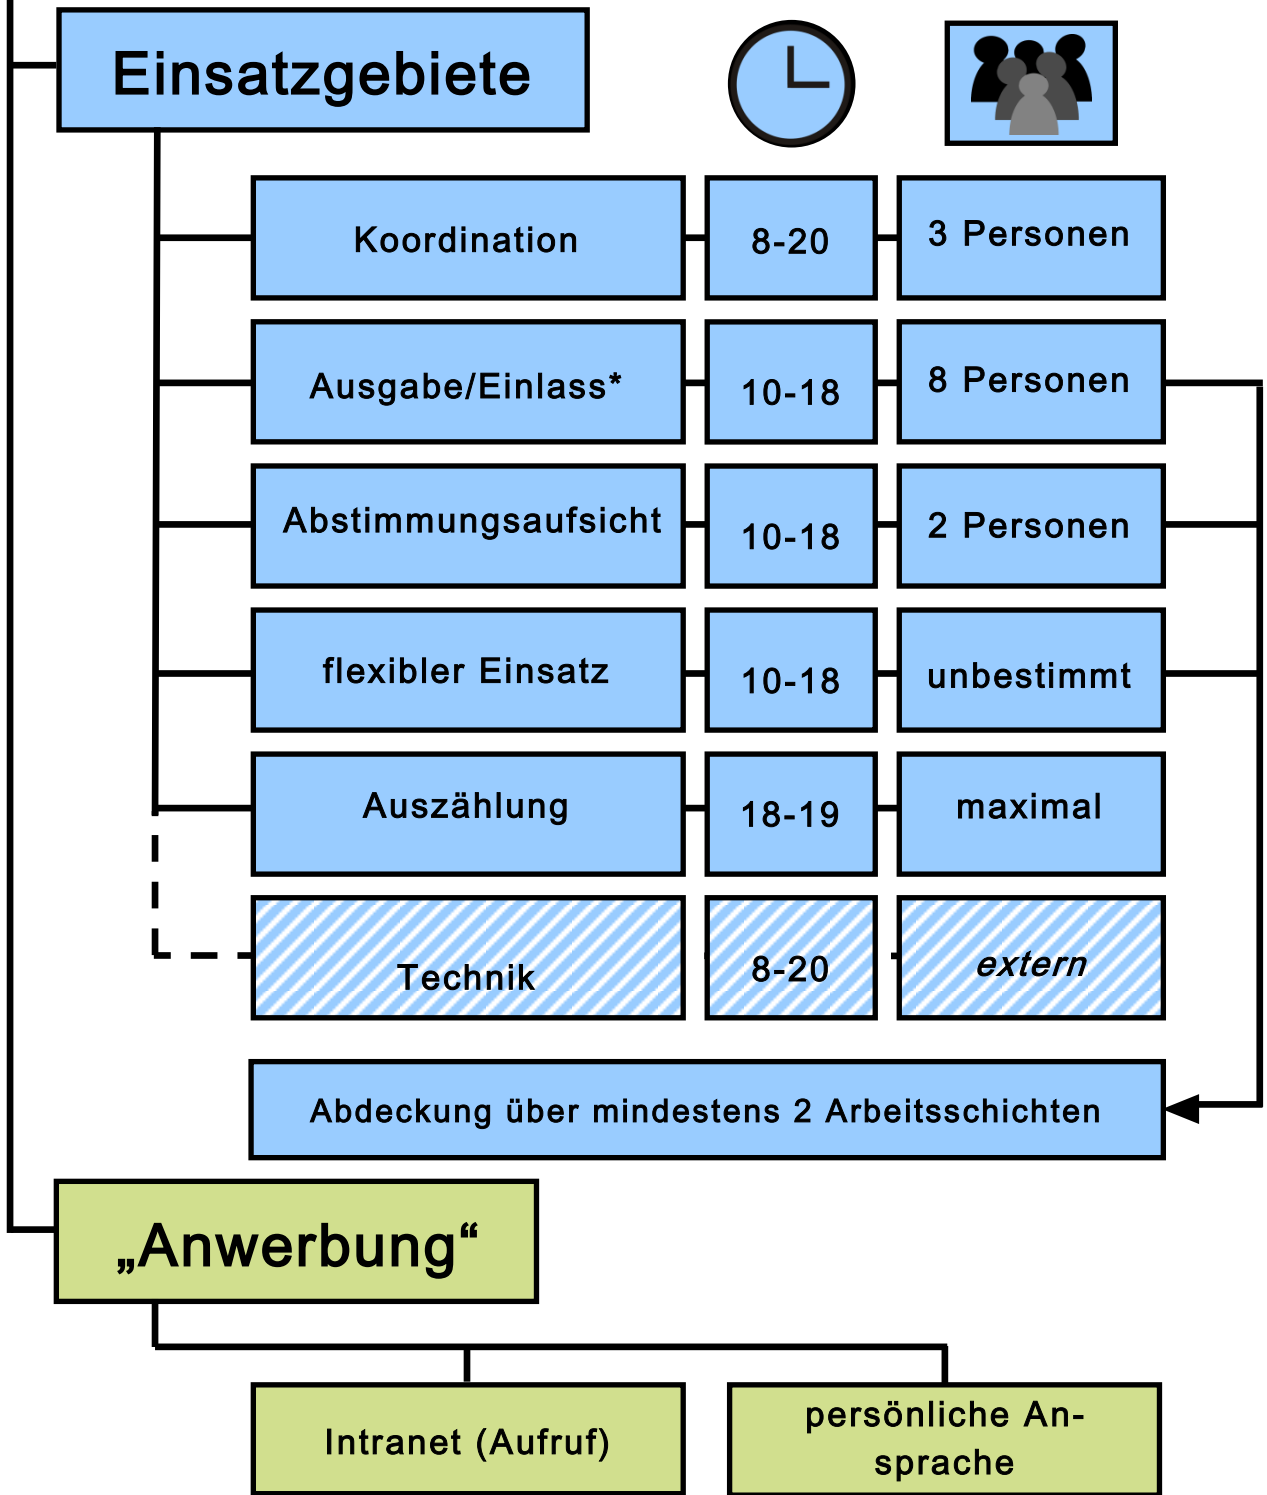 Einsatzgebiete
Koordination 8-20 3 Personen
Ausgabe/Einlass* 10-18 8 Personen
Abstimmungsaufsicht 10-18 2 Personen
flexibler Einsatz 10-18 unbestimmt
Auszählung 18-19 maximal
Technik 8-20 extern
Abdeckung über mindestens 2 Arbeitsschichten
„Anwerbung“
Intranet (Aufruf)
persönliche An-
sprache